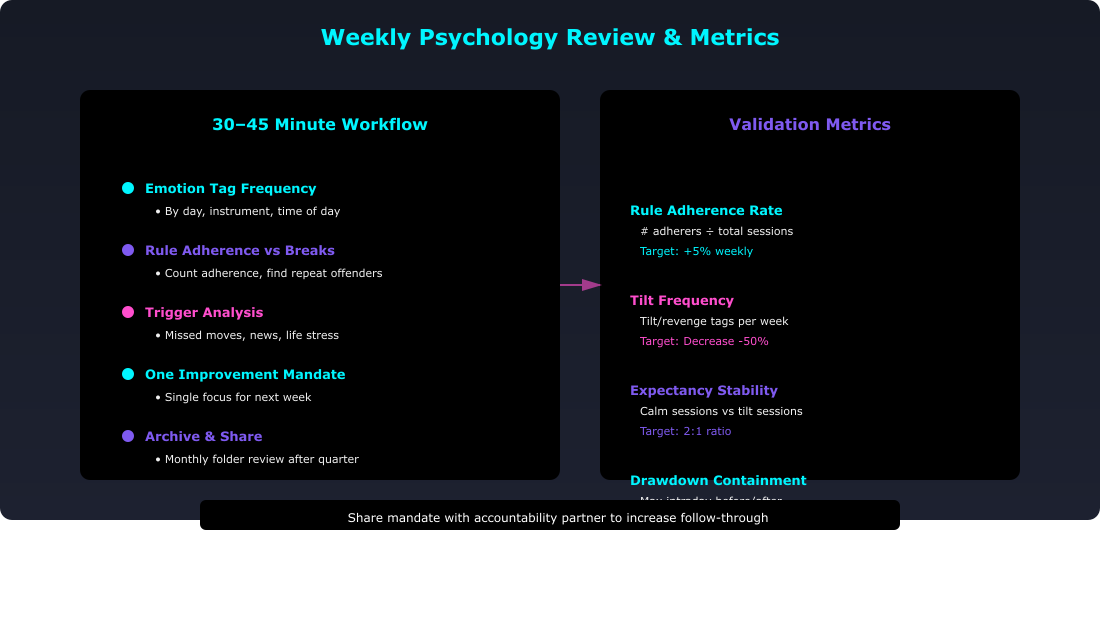 Weekly Psychology Review & Metrics
30–45 Minute Workflow
Emotion Tag Frequency
• By day, instrument, time of day
Rule Adherence vs Breaks
• Count adherence, find repeat offenders
Trigger Analysis
• Missed moves, news, life stress
One Improvement Mandate
• Single focus for next week
Archive & Share
• Monthly folder review after quarter
Validation Metrics
Rule Adherence Rate
# adherers ÷ total sessions
Target: +5% weekly
Tilt Frequency
Tilt/revenge tags per week
Target: Decrease -50%
Expectancy Stability
Calm sessions vs tilt sessions
Target: 2:1 ratio
Drawdown Containment
Max intraday before/after
Share mandate with accountability partner to increase follow-through